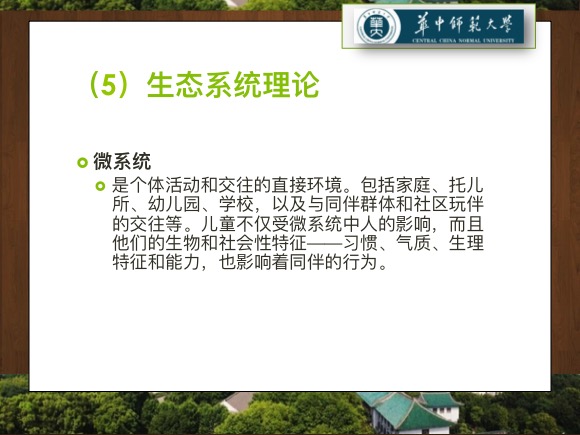 华中师范大学
CENTRAL CHINA NORMAL UNIVERSITY
（5）生态系统理论
微系统
是个体活动和交往的直接环境。包括家庭、托儿
所、幼儿园、学校，以及与同伴群体和社区玩伴
的交往等。儿童不仅受微系统中人的影响，而且
他们的生物和社会性特征——习惯、气质、生理
特征和能力，也影响着同伴的行为。